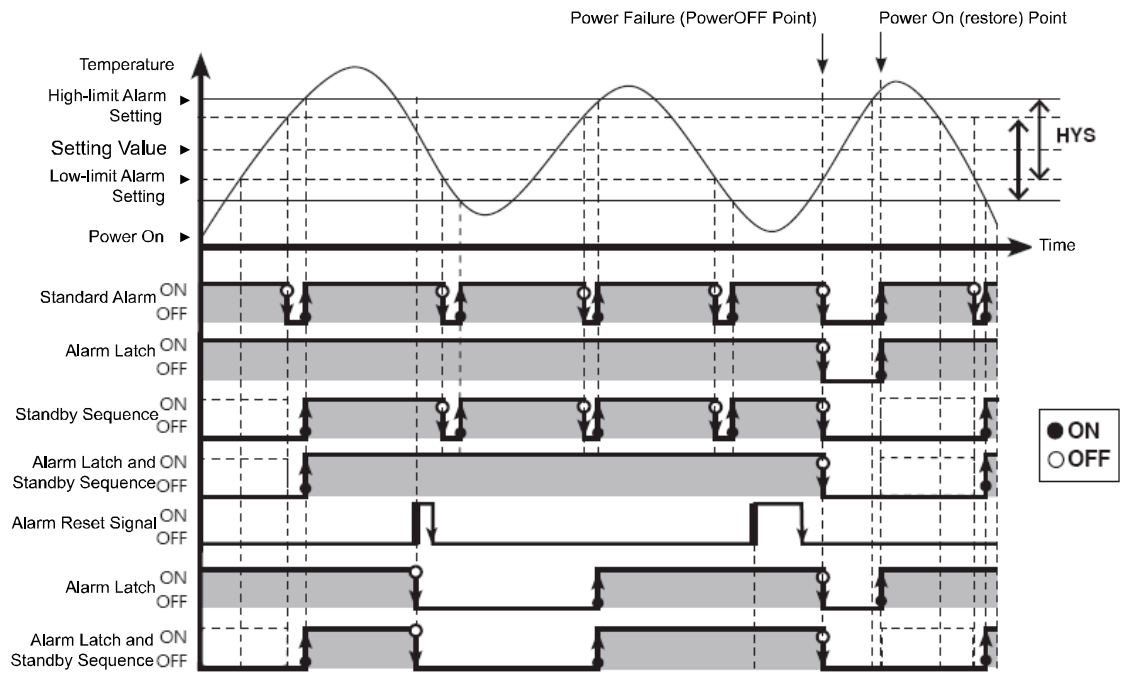 Power Failure (PowerOFF Point)
Power On (restore) Point
Temperature
High-limit Alarm
Setting
Setting Value
Low-limit Alarm
Setting
Power On
HYS
Time
Standard Alarm
ON
OFF
Alarm Latch
ON
OFF
Standby Sequence
ON
OFF
Alarm Latch and
Standby Sequence
ON
OFF
Alarm Reset Signal
ON
OFF
Alarm Latch
ON
OFF
Alarm Latch and
Standby Sequence
ON
OFF
ON
OFF